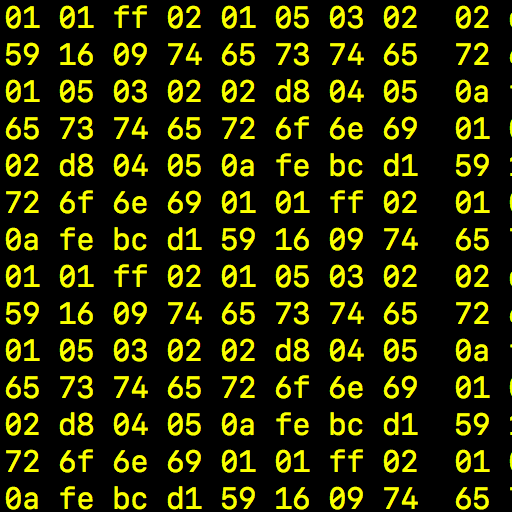 01 01 ff 02 01 05 03 02 02
59 16 09 74 65 73 74 65 72
01 05 03 02 02 d8 04 05 0a
65 73 74 65 72 6f 6e 69 01
02 d8 04 05 0a fe bc d1 59
72 6f 6e 69 01 01 ff 02 01
0a fe bc d1 59 16 09 74 65
01 01 ff 02 01 05 03 02 02
59 16 09 74 65 73 74 65 72
01 05 03 02 02 d8 04 05 0a
65 73 74 65 72 6f 6e 69 01
02 d8 04 05 0a fe bc d1 59
72 6f 6e 69 01 01 ff 02 01
0a fe bc d1 59 16 09 74 65